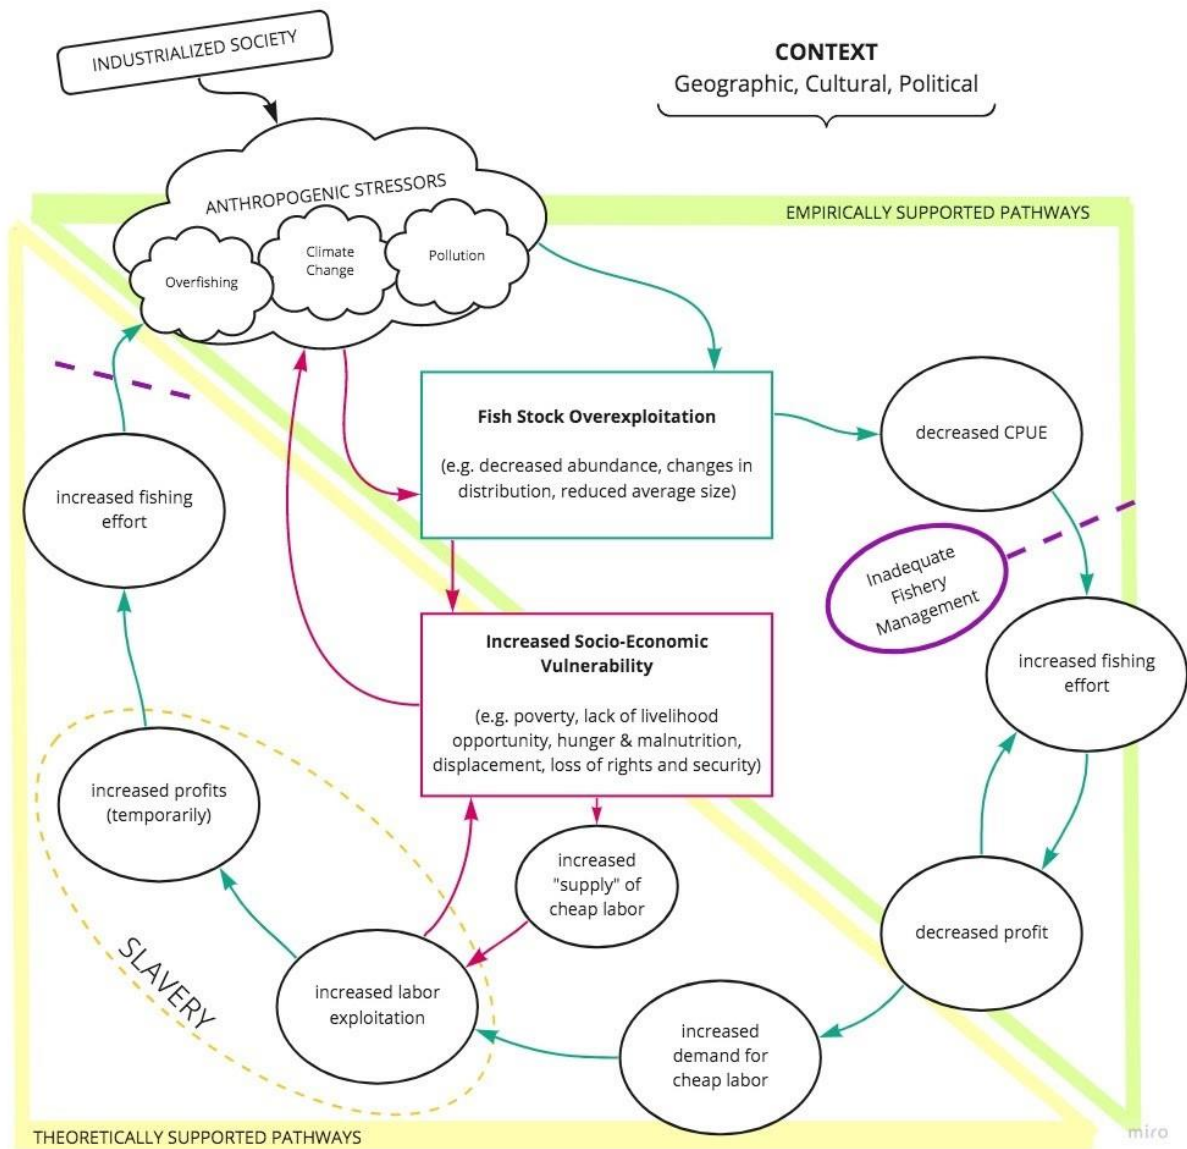 INDUSTRIALIZED SOCIETY
CONTEXT
Geographic, Cultural, Political
ANTHROPOGENIC STRESSORS
EMPIRICALLY SUPPORTED PATHWAYS
Overfishing
Climate
Change
Pollution
Fish Stock Overexploitation
(e.g. decreased abundance, changes in
distribution, reduced average size)
decreased CPUE
increased fishing
effort
Inadequate
Fishery
Management
Increased Socio-Economic
Vulnerability
(e.g. poverty, lack of livelihood
opportunity, hunger & malnutrition,
displacement, loss of rights and security)
increased fishing
effort
increased profits
(temporarily)
increased
"supply" of
cheap labor
decreased profit
SLAVERY
increased labor
exploitation
increased
demand for
cheap labor
THEORETICALLY SUPPORTED PATHWAYS
miro